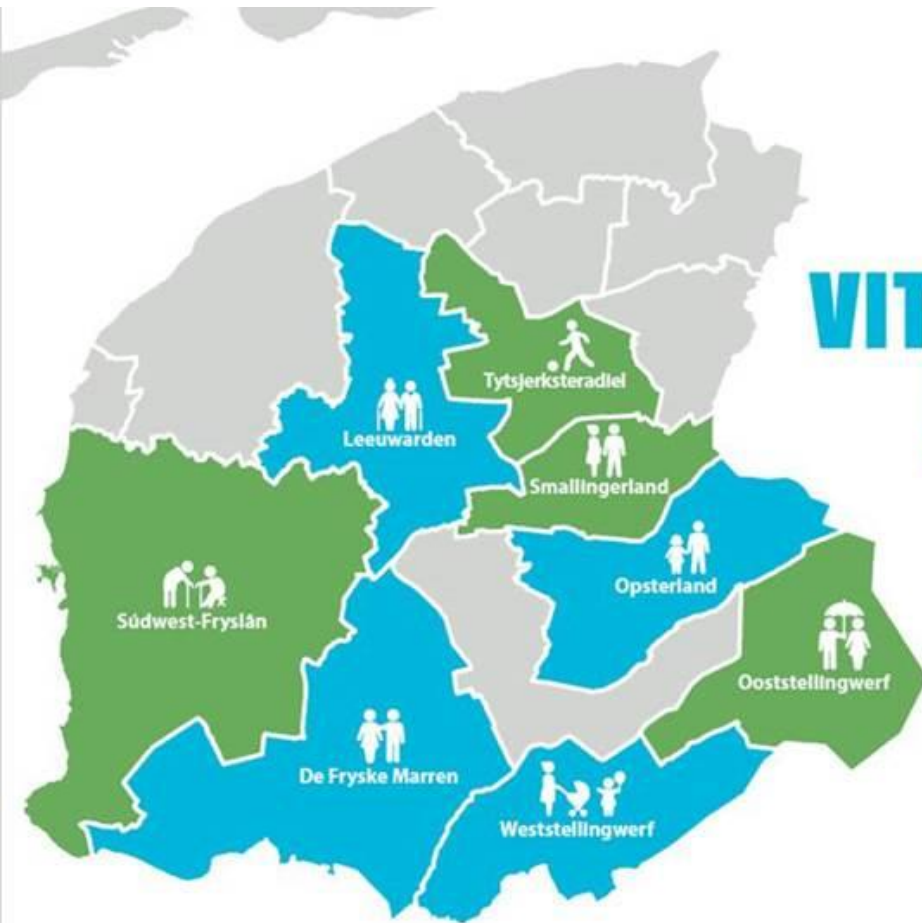 VIT
Tytsjerksteradiel
Leeuwarden
Smallingerland
Opsterland
Súdwest-Fryslân
Ooststellingwerf
De Fryske Marren
Weststellingwerf